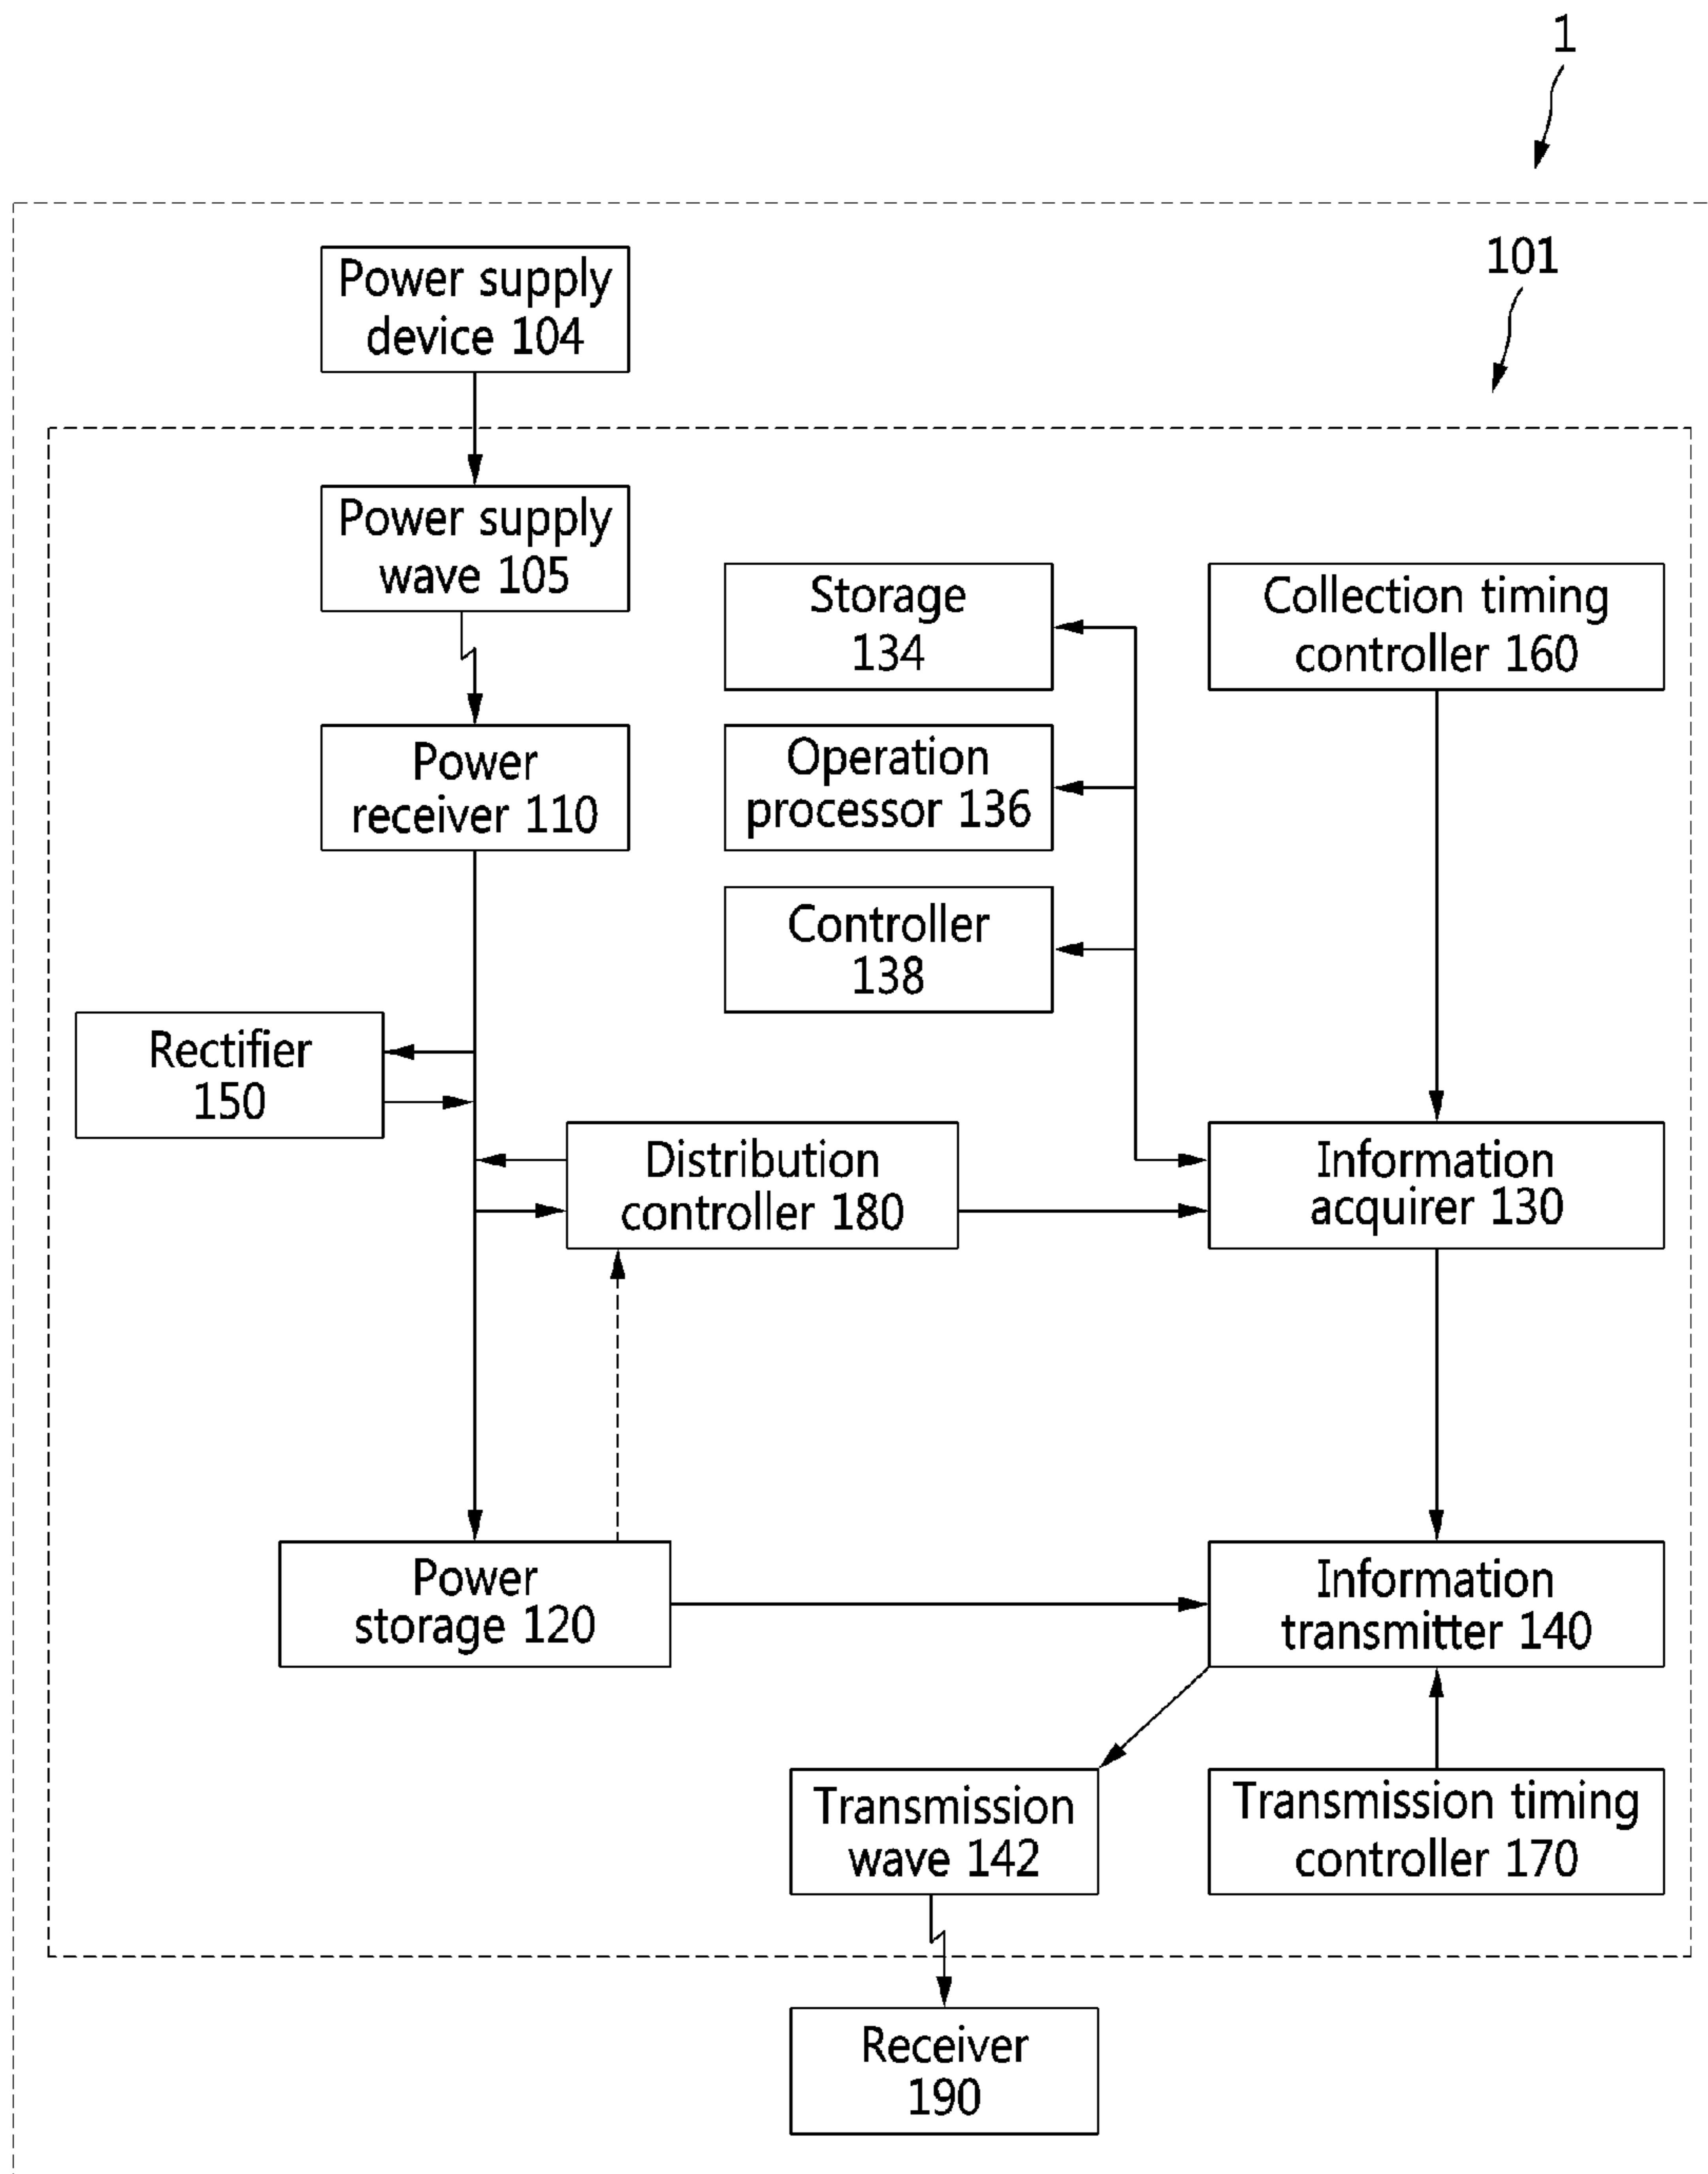 1
101
Power supply
device 104
Power supply
wave 105
Storage
134
Collection timing
controller 160
Power
receiver 110
Operation
processor 136
Controller
138
Rectifier
150
Distribution
controller 180
Information
acquirer 130
Power
storage 120
Information
transmitter 140
Transmission
wave 142
Transmission timing
controller 170
Receiver
190